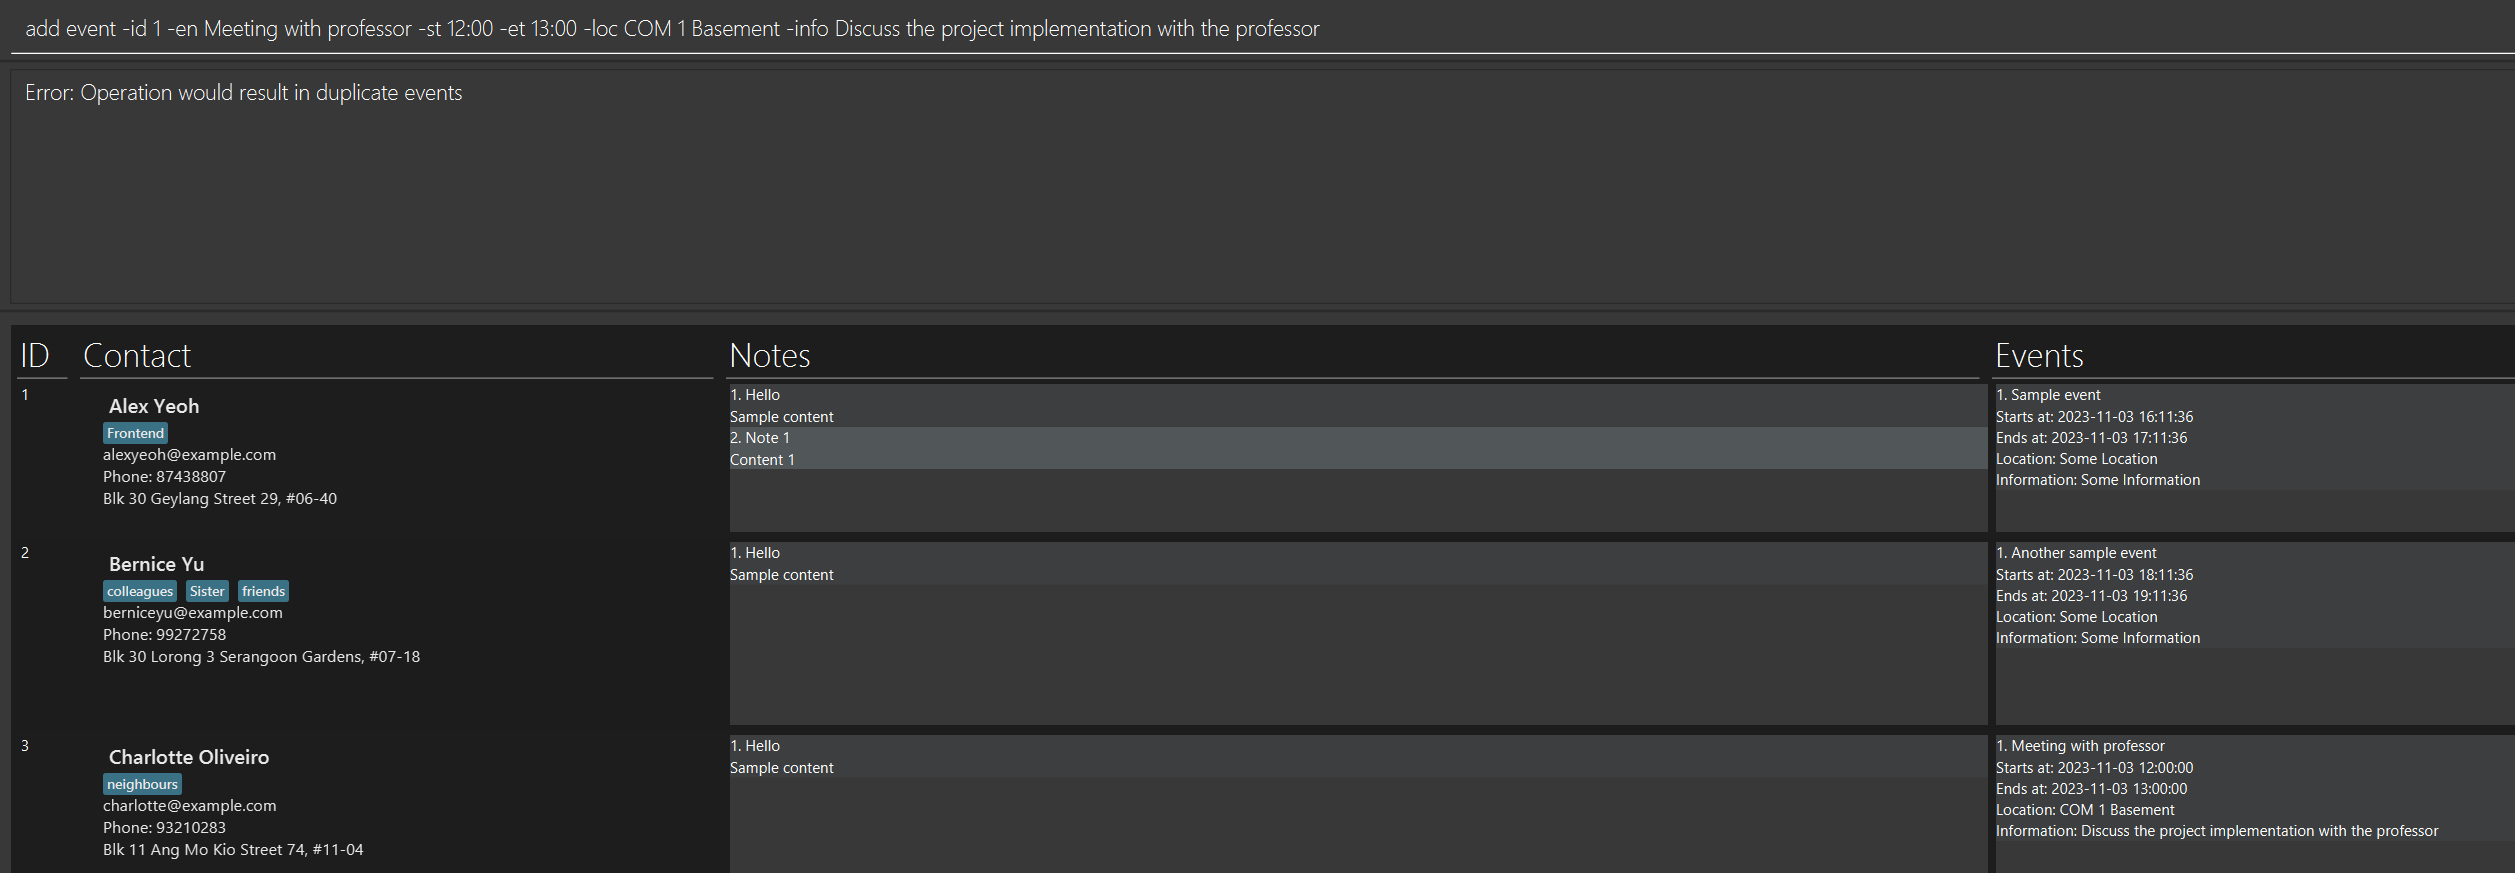 add event -id 1 -en Meeting with professor -st 12:00 -et 13:00 -loc COM 1 Basement -info Discuss the project implementation with the professor
Error: Operation would result in duplicate events
ID Contact Notes Events
1
Alex Yeoh
Frontend
alexyeoh@example.com
Phone: 87438807
Blk 30 Geylang Street 29, #06-40
1. Hello
Sample content
2. Note 1
Content 1
1. Sample event
Starts at: 2023-11-03 16:11:36
Ends at: 2023-11-03 17:11:36
Location: Some Location
Information: Some Information
2
Bernice Yu
colleagues Sister friends
berniceyu@example.com
Phone: 99272758
Blk 30 Lorong 3 Serangoon Gardens, #07-18
1. Hello
Sample content
1. Another sample event
Starts at: 2023-11-03 18:11:36
Ends at: 2023-11-03 19:11:36
Location: Some Location
Information: Some Information
3
Charlotte Oliveiro
neighbours
charlotte@example.com
Phone: 93210283
Blk 11 Ang Mo Kio Street 74, #11-04
1. Hello
Sample content
1. Meeting with professor
Starts at: 2023-11-03 12:00:00
Ends at: 2023-11-03 13:00:00
Location: COM 1 Basement
Information: Discuss the project implementation with the professor